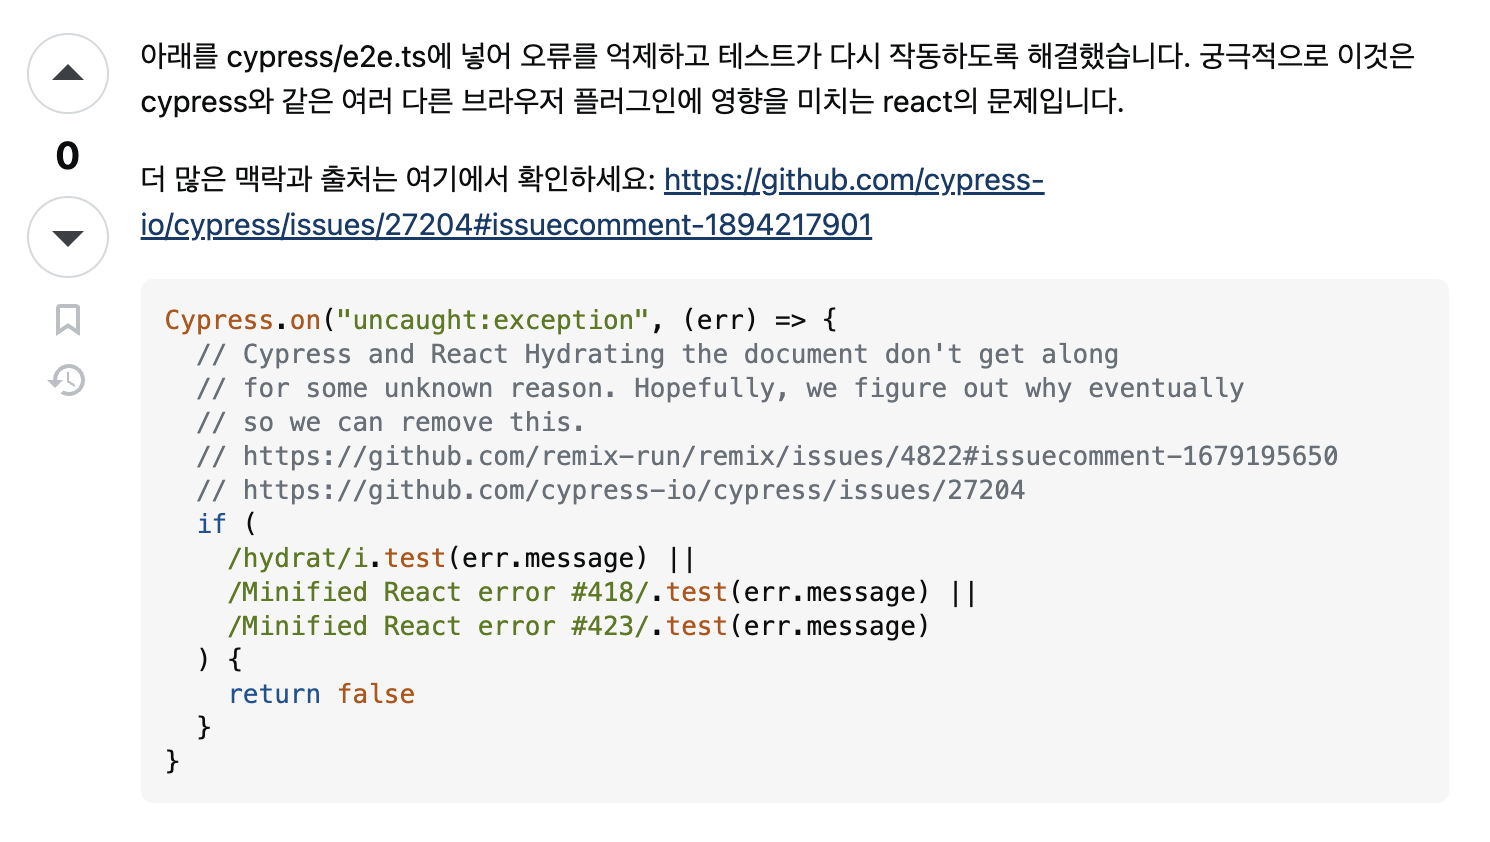 아래를 cypress/e2e.ts에 넣어 오류를 억제하고 테스트가 다시 작동하도록 해결했습니다. 궁극적으로 이것은
cypress와 같은 여러 다른 브라우저 플러그인에 영향을 미치는 react의 문제입니다.
0
더 많은 맥락과 출처는 여기에서 확인하세요: https://github.com/cypress-
io/cypress/issues/27204#issuecomment-1894217901
Cypress.on("uncaught:exception", (err) => {
  // Cypress and React Hydrating the document don't get along
  // for some unknown reason. Hopefully, we figure out why eventually
  // so we can remove this.
  // https://github.com/remix-run/remix/issues/4822#issuecomment-1679195650
  // https://github.com/cypress-io/cypress/issues/27204
  if (
    /hydrat/i.test(err.message) ||
    /Minified React error #418/.test(err.message) ||
    /Minified React error #423/.test(err.message)
  ) {
    return false
  }
}